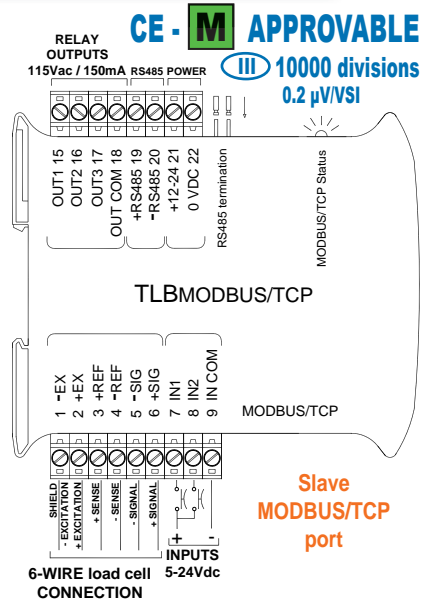 CE - M APPROVABLE
III 10000 divisions
0.2 µV/VSI
RELAY
OUTPUTS
115Vac / 150mA RS485 POWER
OUT1 15
OUT2 16
OUT3 17
OUT COM 18
+RS485 19
-RS485 20
+12-24 21
0 VDC 22
RS485 termination
MODBUS/TCP Status
TLBMODBUS/TCP
1 -EX
2 +EX
3 +REF
4 -REF
5 -SIG
6 +SIG
7 IN1
8 IN2
9 IN COM
MODBUS/TCP
SHIELD
- EXCITATION
+ EXCITATION
+ SENSE
- SENSE
- SIGNAL
+ SIGNAL
+ -
INPUTS
5-24Vdc
6-WIRE load cell
CONNECTION
Slave
MODBUS/TCP
port